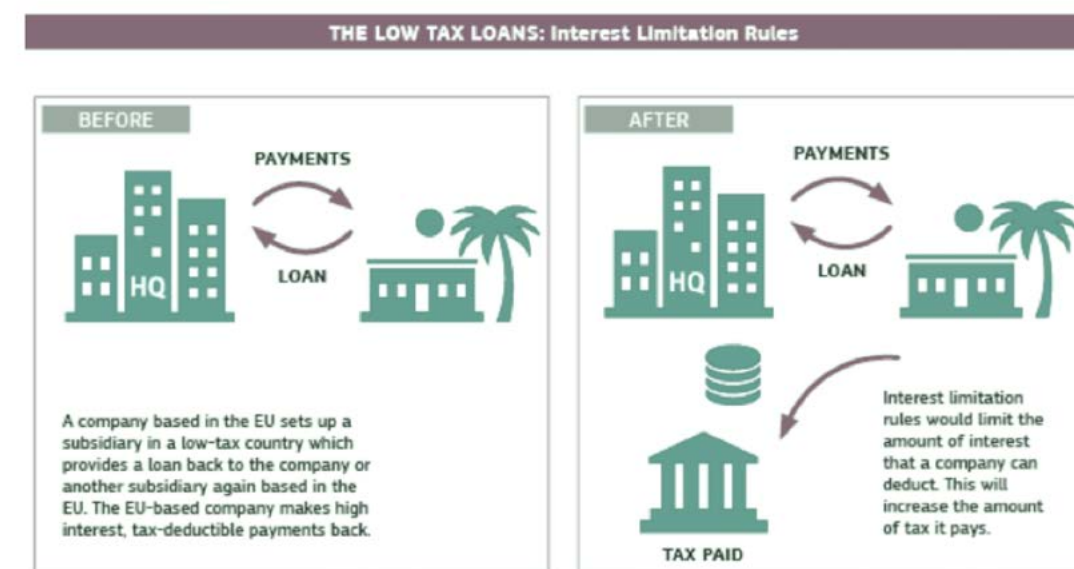 THE LOW TAX LOANS: Interest Limitation Rules
BEFORE
PAYMENTS
HQ
LOAN
A company based in the EU sets up a
subsidiary in a low-tax country which
provides a loan back to the company or
another subsidiary again based in the
EU. The EU-based company makes high
interest, tax-deductible payments back.
AFTER
PAYMENTS
HQ
LOAN
Interest limitation
rules would limit the
amount of interest
that a company can
deduct. This will
increase the amount
of tax it pays.
TAX PAID